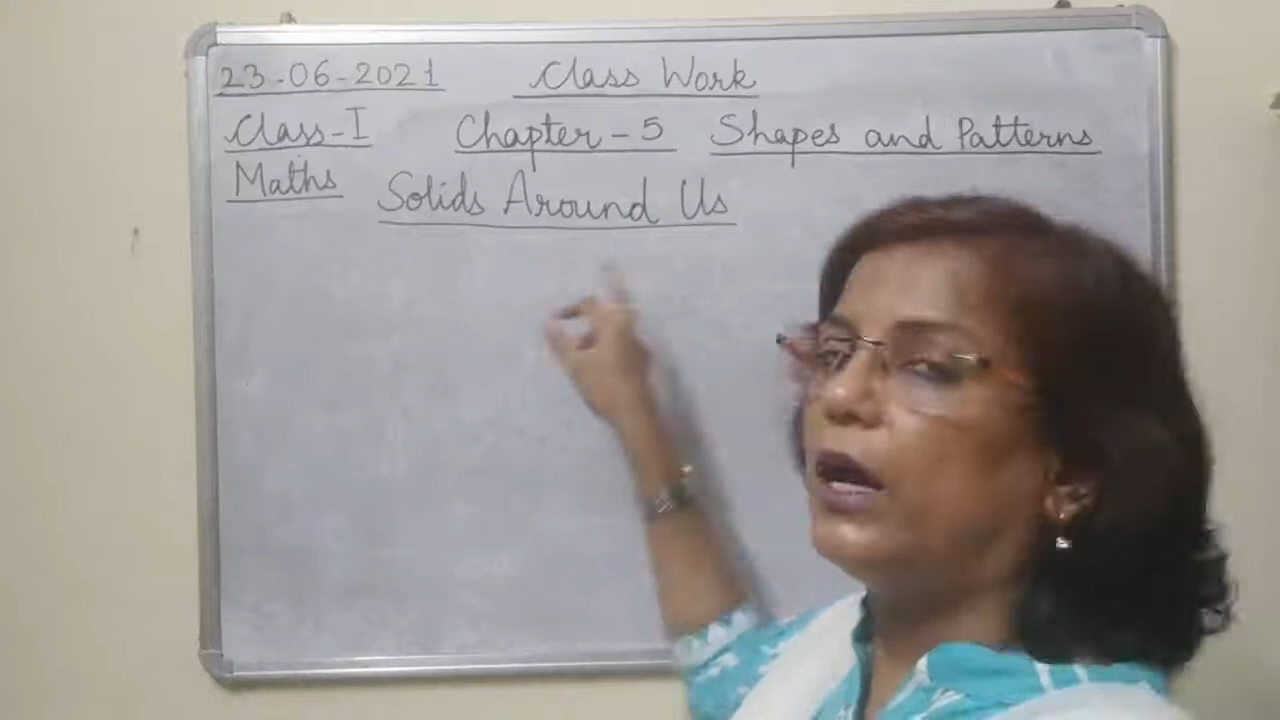 23-06-2021 Class Work
Class-I Chapter-5 Shapes and Patterns
Maths Solids Around Us